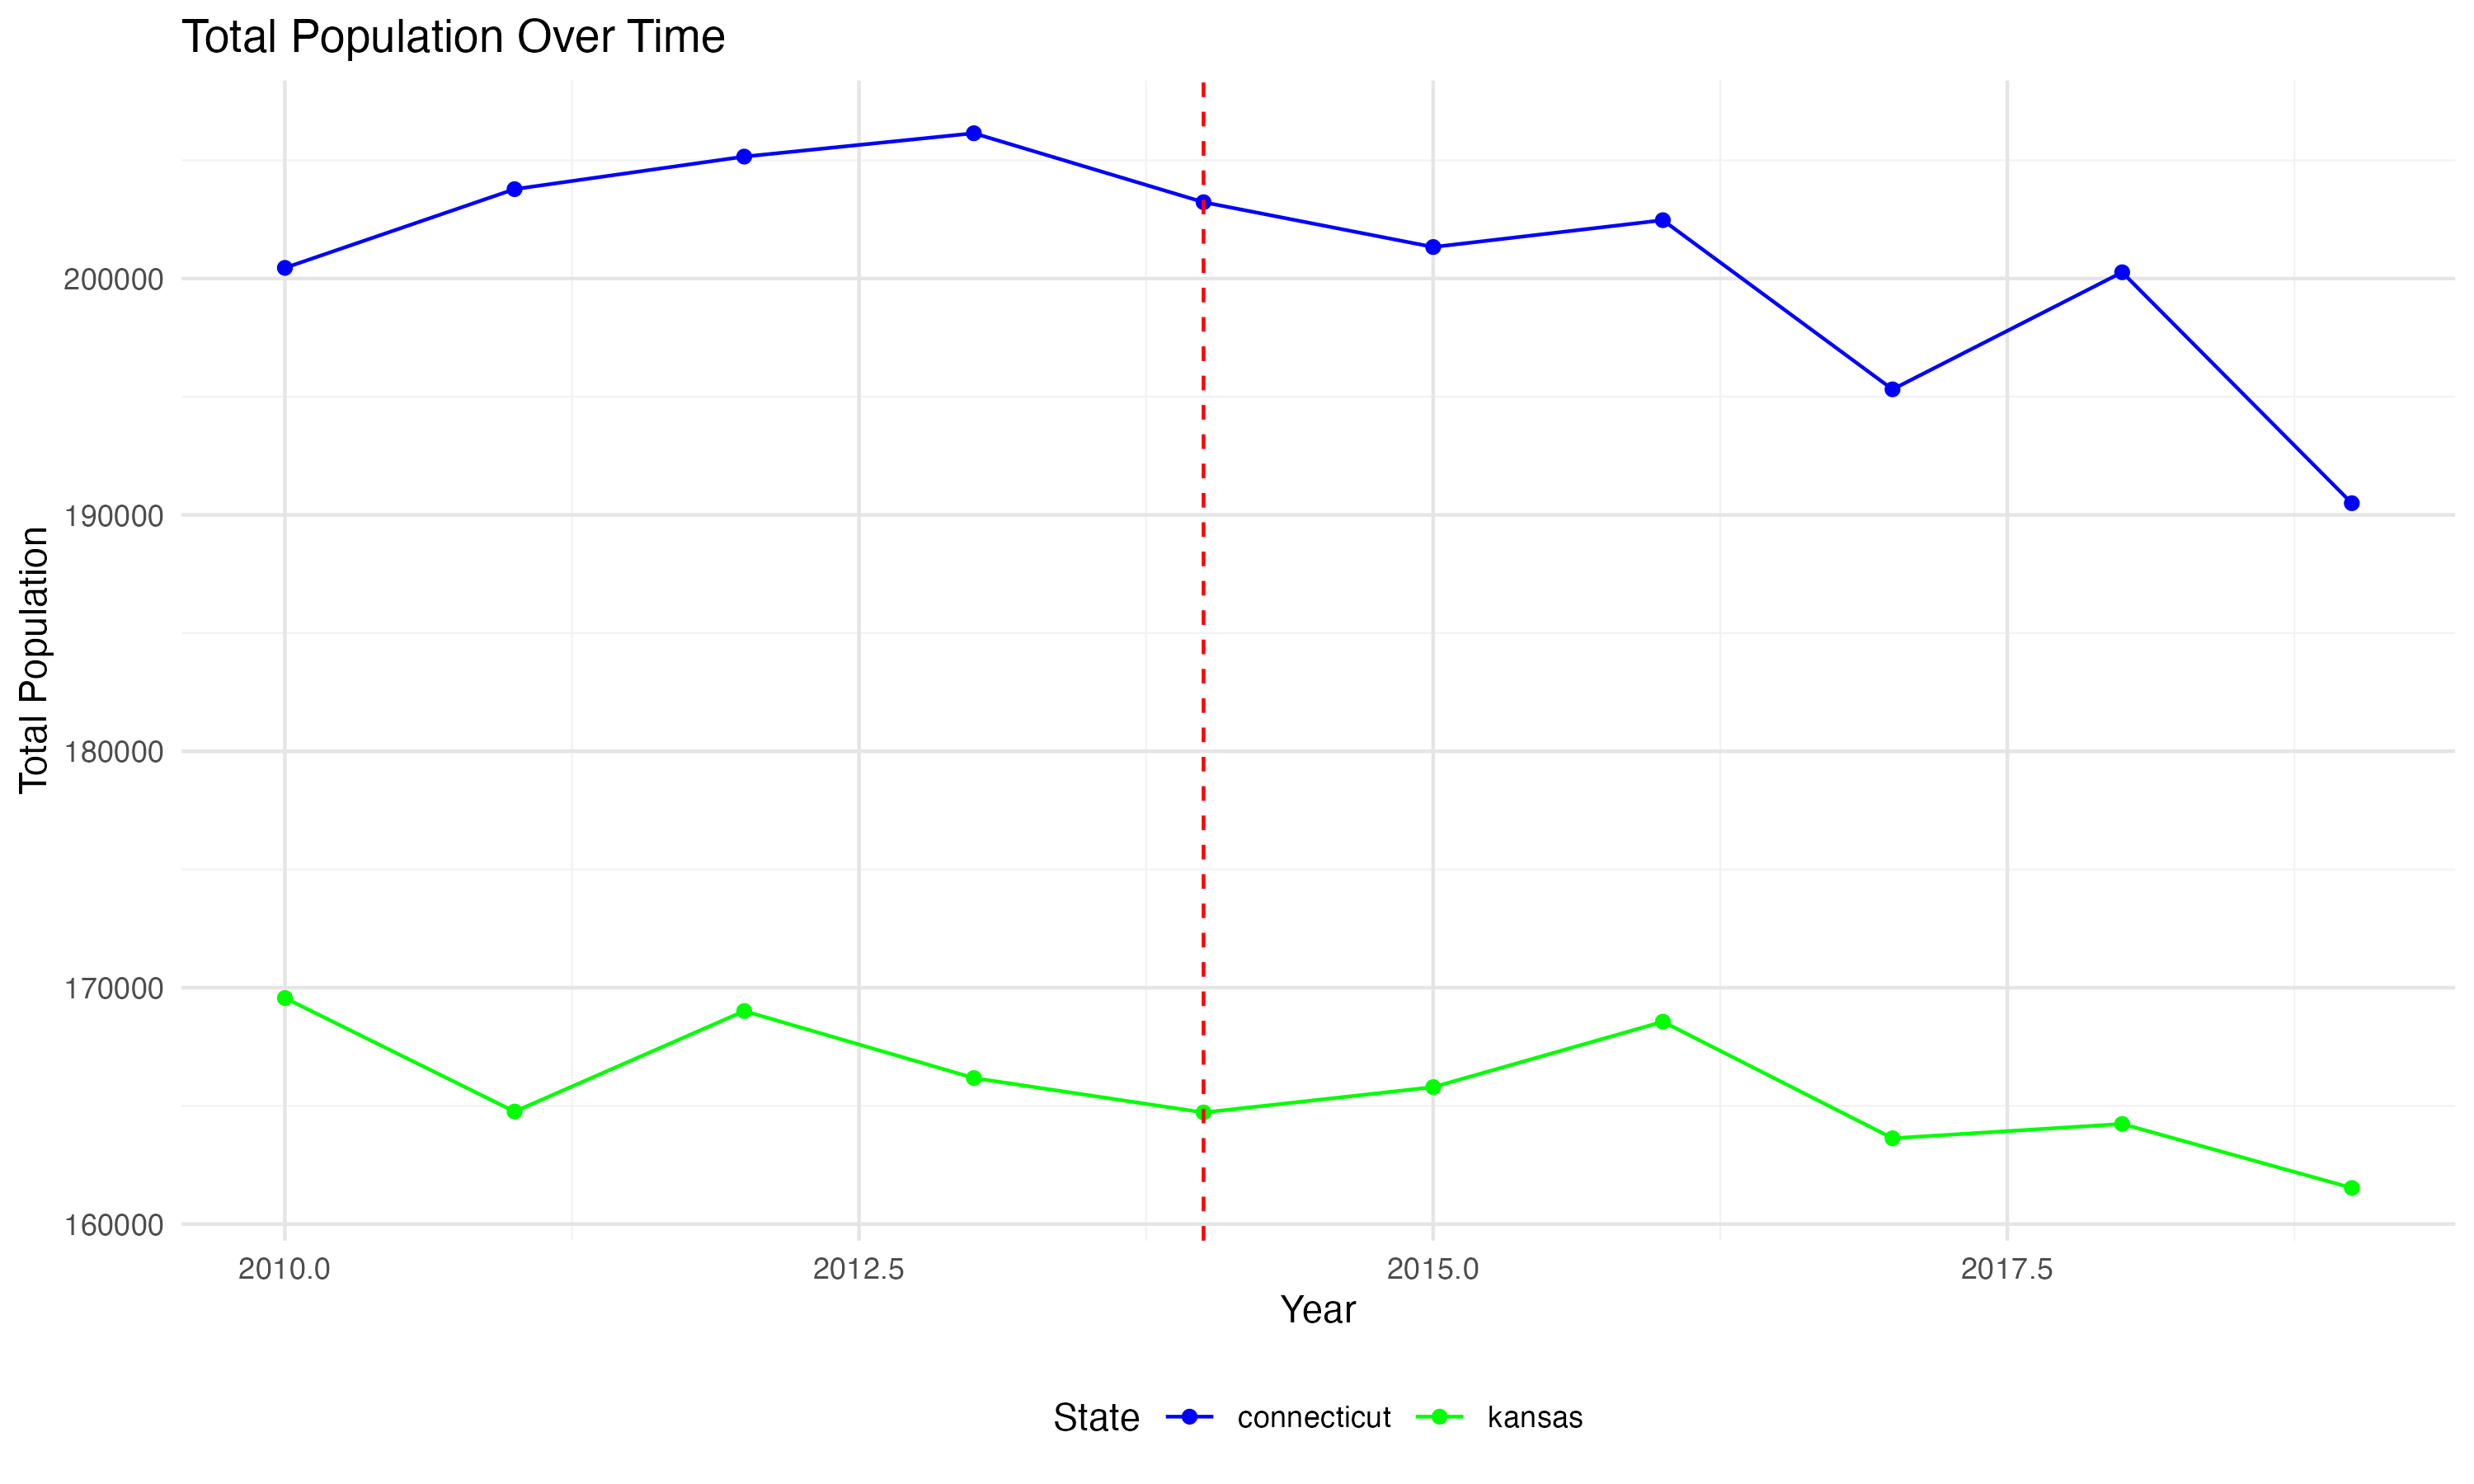 Total Population Over Time
Total Population
200000
190000
180000
170000
160000
2010.0 2012.5 2015.0 2017.5
Year
State connecticut kansas